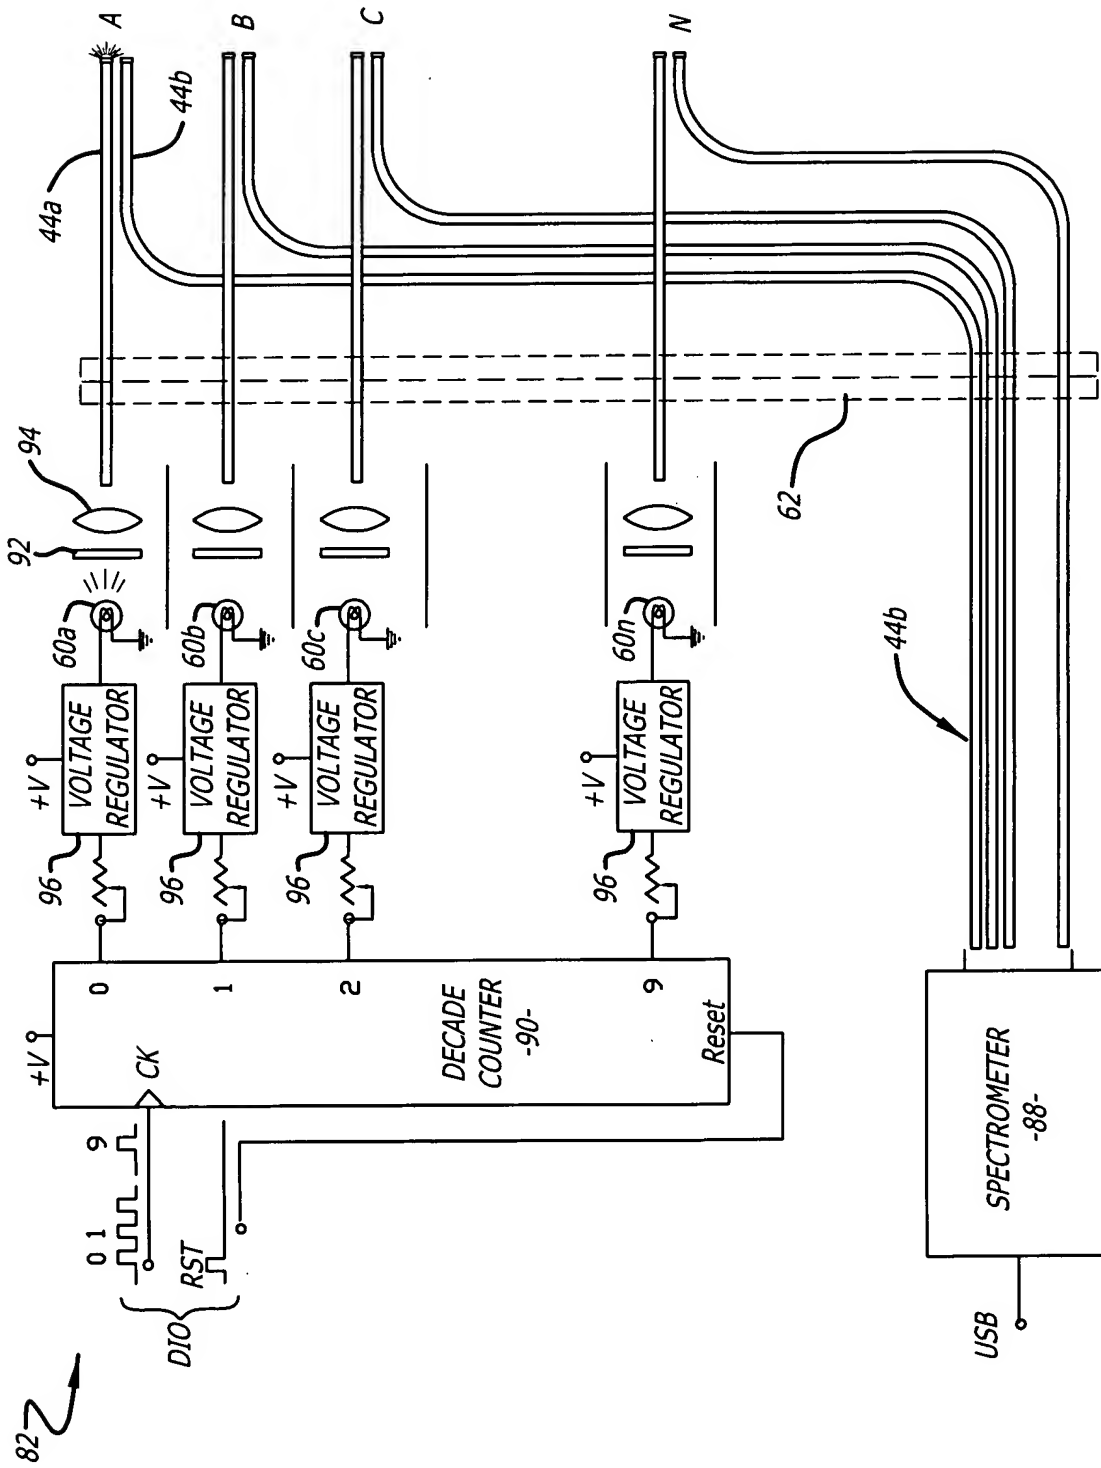 82
DIO
0 1 9
RST
CK
+V
0
1
2
9
DECADE
COUNTER
-90-
Reset
96
96
96
96
+V
VOLTAGE
REGULATOR
+V
VOLTAGE
REGULATOR
+V
VOLTAGE
REGULATOR
+V
VOLTAGE
REGULATOR
60a
60b
60c
60n
92
94
62
44a
44b
A
B
C
N
44b
USB
SPECTROMETER
-88-